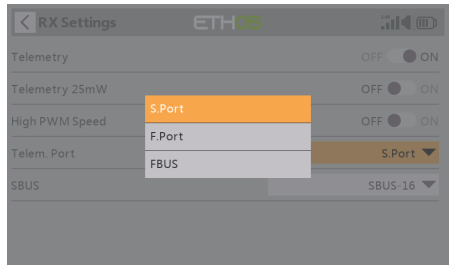 RX Settings ETHOS
Telemetry OFF ON
Telemetry 25mW OFF ON
High PWM Speed OFF ON
S.Port
F.Port
FBUS
Telem. Port S.Port
SBUS SBUS-16